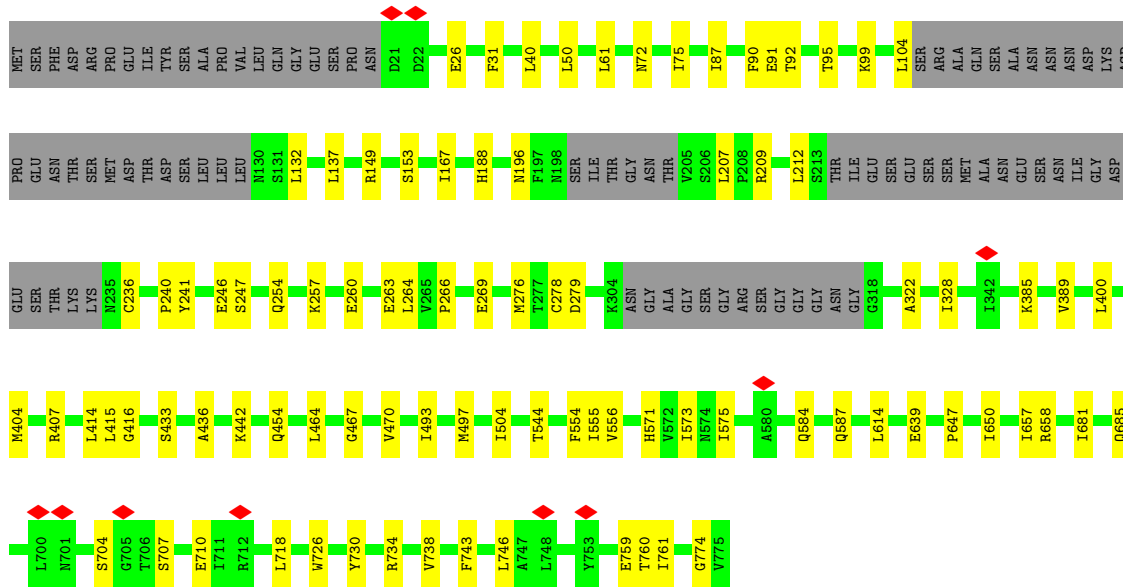 MET SER PHE ASP ARG PRO GLU ILE TYR SER ALA PRO VAL LEU GLN GLY GLU SER PRO ASN D21 D22 E26 F31 L40 L50 L61 N72 I75 I87 F90 E91 T92 T95 K99 L104 SER ARG ALA GLN SER ALA ASN ASN ASN ASP LYS
PRO GLU ASN THR SER MET ASP THR ASP SER LEU LEU LEU N130 S131 L132 L137 R149 S153 I167 H188 N196 F197 N198 SER ILE THR GLY ASN THR V205 S206 L207 P208 R209 L212 S213 THR ILE GLU SER GLU SER SER MET ALA ASN GLU SER ASN ILE GLY ASP
GLU SER THR LYS LYS N235 C236 P240 Y241 E246 S247 Q254 K257 E260 E263 L264 V265 P266 E269 M276 T277 C278 D279 K304 ASN GLY ALA GLY SER GLY ARG SER GLY GLY GLY ASN GLY G318 A322 I328 I342 K385 V389 L400
M404 R407 L414 L415 G416 S433 A436 K442 Q454 L464 G467 V470 I493 M497 I504 T544 F554 I555 V556 H571 V572 I573 N574 I575 A580 Q584 Q587 L614 E639 P647 I650 I657 R658 I681 Q685
L700 N701 S704 G705 T706 S707 E710 I711 R712 L718 W726 Y730 R734 V738 F743 L746 A747 L748 Y753 E759 T760 I761 G774 V775